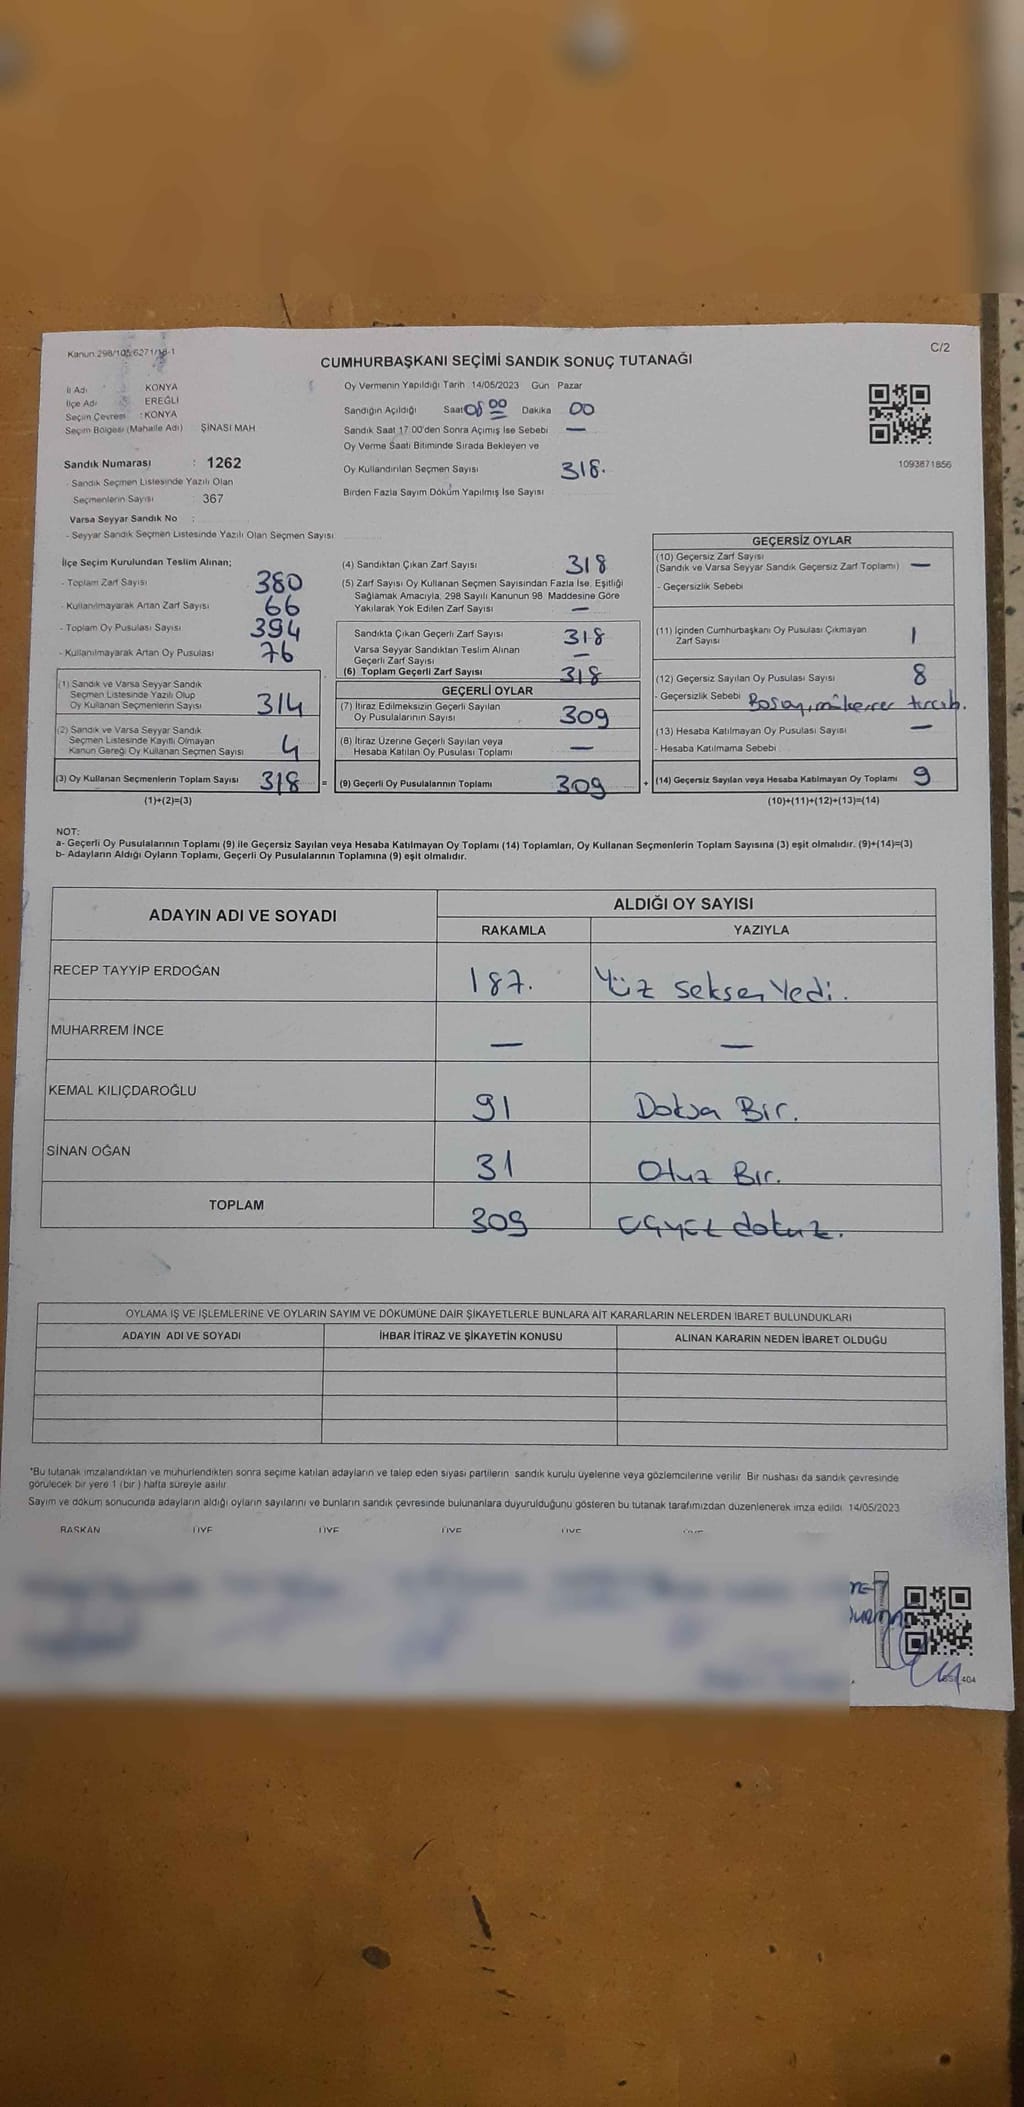 Kanun:298/105;6271/18-1
C/2
CUMHURBAŞKANI SEÇİMİ SANDIK SONUÇ TUTANAĞI
İl Adı KONYA
İlçe Adı EREĞLİ
Seçim Çevresi : KONYA
Seçim Bölgesi (Mahalle Adı) ŞİNASİ MAH
Sandık Numarası : 1262
- Sandık Seçmen Listesinde Yazılı Olan
Seçmenlerin Sayısı 367
Varsa Seyyar Sandık No :
- Seyyar Sandık Seçmen Listesinde Yazılı Olan Seçmen Sayısı
Oy Vermenin Yapıldığı Tarih : 14/05/2023 Gün : Pazar
Sandığın Açıldığı Saat 08 00 Dakika 00
Sandık Saat 17:00'den Sonra Açımış İse Sebebi —
Oy Verme Saati Bitiminde Sırada Bekleyen ve
Oy Kullandırılan Seçmen Sayısı 318.
Birden Fazla Sayım Döküm Yapılmış İse Sayısı
1093871856
İlçe Seçim Kurulundan Teslim Alınan;
- Toplam Zarf Sayısı 380
- Kullanılmayarak Artan Zarf Sayısı 66
- Toplam Oy Pusulası Sayısı 394
- Kullanılmayarak Artan Oy Pusulası 76
(1) Sandık ve Varsa Seyyar Sandık
Seçmen Listesinde Yazılı Olup
Oy Kullanan Seçmenlerin Sayısı 314
(2) Sandık ve Varsa Seyyar Sandık
Seçmen Listesinde Kayıtlı Olmayan
Kanun Gereği Oy Kullanan Seçmen Sayısı 4
(3) Oy Kullanan Seçmenlerin Toplam Sayısı 318 =
(1)+(2)=(3)
(4) Sandıktan Çıkan Zarf Sayısı 318
(5) Zarf Sayısı Oy Kullanan Seçmen Sayısından Fazla İse, Eşitliği
Sağlamak Amacıyla, 298 Sayılı Kanunun 98. Maddesine Göre
Yakılarak Yok Edilen Zarf Sayısı —
Sandıkta Çıkan Geçerli Zarf Sayısı 318
Varsa Seyyar Sandıktan Teslim Alınan
Geçerli Zarf Sayısı —
(6) Toplam Geçerli Zarf Sayısı 318
GEÇERLİ OYLAR
(7) İtiraz Edilmeksizin Geçerli Sayılan
Oy Pusulalarının Sayısı 309
(8) İtiraz Üzerine Geçerli Sayılan veya
Hesaba Katılan Oy Pusulası Toplamı —
(9) Geçerli Oy Pusulalarının Toplamı 309 +
GEÇERSİZ OYLAR
(10) Geçersiz Zarf Sayısı
(Sandık ve Varsa Seyyar Sandık Geçersiz Zarf Toplamı) —
- Geçersizlik Sebebi
(11) İçinden Cumhurbaşkanı Oy Pusulası Çıkmayan
Zarf Sayısı 1
(12) Geçersiz Sayılan Oy Pusulası Sayısı 8
- Geçersizlik Sebebi
(13) Hesaba Katılmayan Oy Pusulası Sayısı —
- Hesaba Katılmama Sebebi
(14) Geçersiz Sayılan veya Hesaba Katılmayan Oy Toplamı 9
(10)+(11)+(12)+(13)=(14)
NOT:
a- Geçerli Oy Pusulalarının Toplamı (9) ile Geçersiz Sayılan veya Hesaba Katılmayan Oy Toplamı (14) Toplamları, Oy Kullanan Seçmenlerin Toplam Sayısına (3) eşit olmalıdır. (9)+(14)=(3)
b- Adayların Aldığı Oyların Toplamı, Geçerli Oy Pusulalarının Toplamına (9) eşit olmalıdır.
ADAYIN ADI VE SOYADI ALDIĞI OY SAYISI
RAKAMLA YAZIYLA
RECEP TAYYİP ERDOĞAN 187. Yüz seksen Yedi.
MUHARREM İNCE — —
KEMAL KILIÇDAROĞLU 91 Doksa Bir.
SİNAN OĞAN 31 Otuz Bir.
TOPLAM 309 üçyüz dokuz.
OYLAMA İŞ VE İŞLEMLERİNE VE OYLARIN SAYIM VE DÖKÜMÜNE DAİR ŞİKAYETLERLE BUNLARA AİT KARARLARIN NELERDEN İBARET BULUNDUKLARI
ADAYIN ADI VE SOYADI İHBAR İTİRAZ VE ŞİKAYETİN KONUSU ALINAN KARARIN NEDEN İBARET OLDUĞU
*Bu tutanak imzalandıktan ve mühürlendikten sonra seçime katılan adayların ve talep eden siyasi partilerin sandık kurulu üyelerine veya gözlemcilerine verilir. Bir nüshası da sandık çevresinde
görülecek bir yere 1 (bir) hafta süreyle asılır.
Sayım ve döküm sonucunda adayların aldığı oyların sayılarını ve bunların sandık çevresinde bulunanlara duyurulduğunu gösteren bu tutanak tarafımızdan düzenlenerek imza edildi. 14/05/2023
BAŞKAN ÜYE ÜYE ÜYE ÜYE